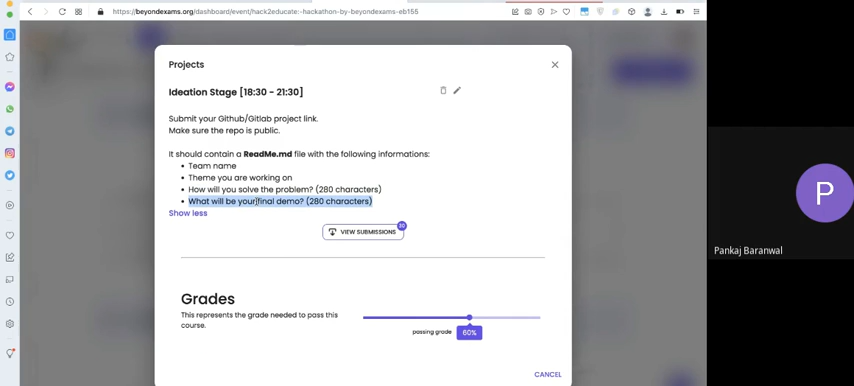 https://beyondexams.org/dashboard/event/hack2educate:-hackathon-by-beyondexams-eb155
Projects
Ideation Stage [18:30 - 21:30]
Submit your Github/Gitlab project link.
Make sure the repo is public.
It should contain a ReadMe.md file with the following informations:
• Team name
• Theme you are working on
• How will you solve the problem? (280 characters)
• What will be your final demo? (280 characters)
Show less
VIEW SUBMISSIONS
Grades
This represents the grade needed to pass this
course.
passing grade
60%
CANCEL
P
Pankaj Baranwal